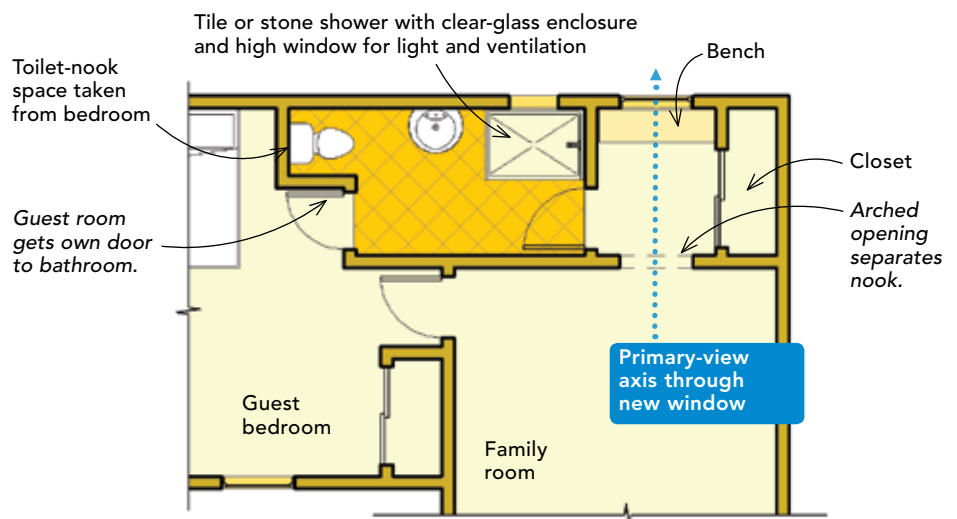 Tile or stone shower with clear-glass enclosure
and high window for light and ventilation
Bench
Toilet-nook
space taken
from bedroom
Closet
Guest room
gets own door
to bathroom.
Arched
opening
separates
nook.
Primary-view
axis through
new window
Guest
bedroom
Family
room